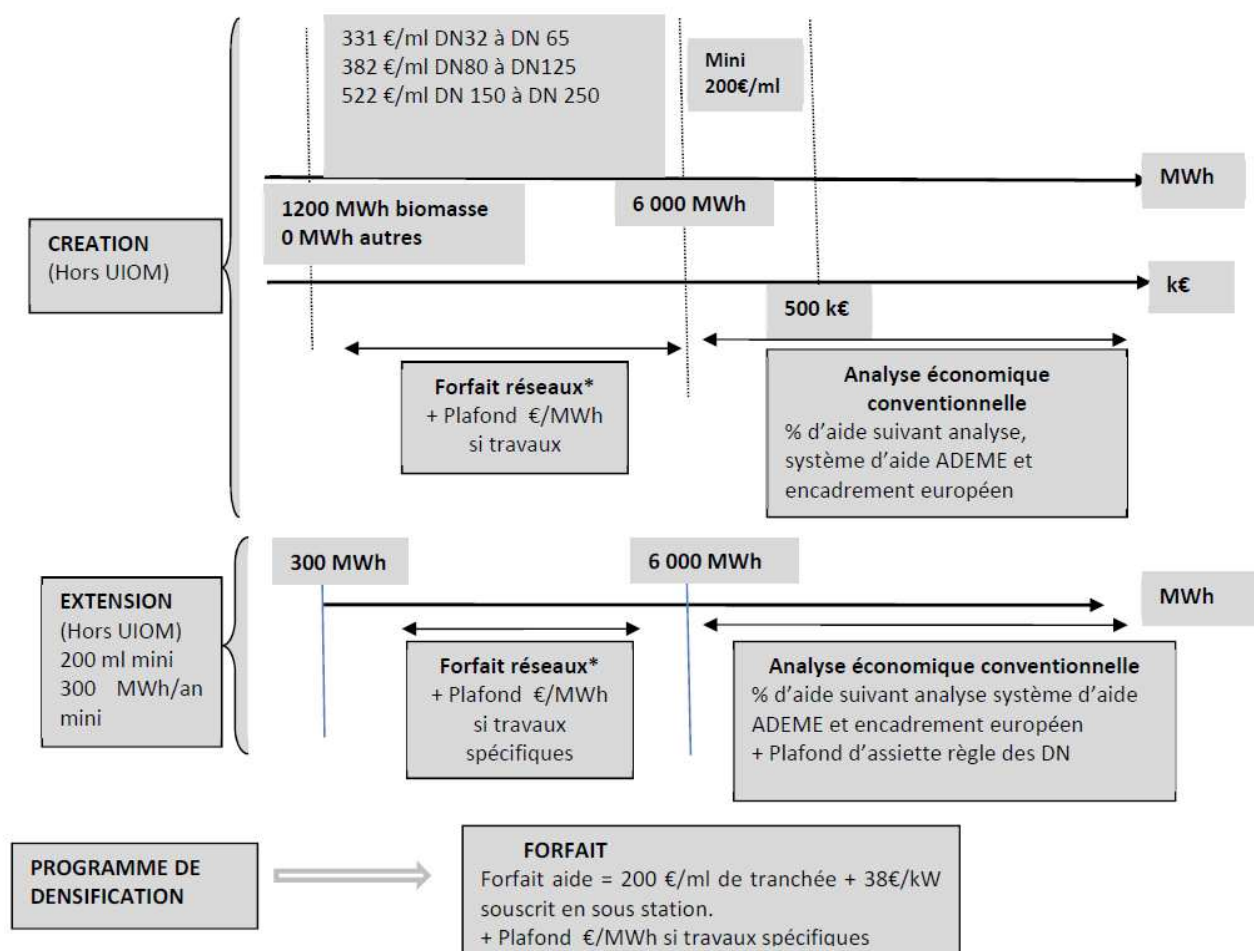 331 €/ml DN32 à DN 65
382 €/ml DN80 à DN125
522 €/ml DN 150 à DN 250
Mini
200€/ml
MWh
1200 MWh biomasse
0 MWh autres
6 000 MWh
CREATION
(Hors UIOM)
k€
500 k€
Forfait réseaux*
+ Plafond €/MWh
si travaux
Analyse économique
conventionnelle
% d'aide suivant analyse,
système d'aide ADEME et
encadrement européen
300 MWh
6 000 MWh
MWh
EXTENSION
(Hors UIOM)
200 ml mini
300 MWh/an
mini
Forfait réseaux*
+ Plafond €/MWh
si travaux
spécifiques
Analyse économique conventionnelle
% d'aide suivant analyse système d'aide
ADEME et encadrement européen
+ Plafond d'assiette règle des DN
PROGRAMME DE
DENSIFICATION
FORFAIT
Forfait aide = 200 €/ml de tranchée + 38€/kW
souscrit en sous station.
+ Plafond €/MWh si travaux spécifiques